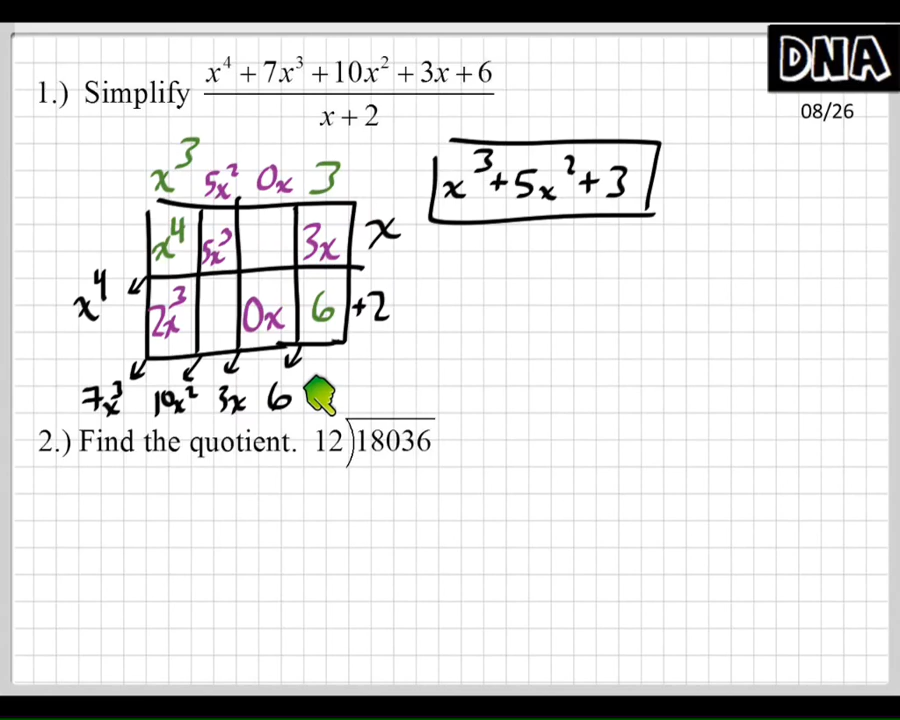 DNA
08/26
1.) Simplify (x⁴ + 7x³ + 10x² + 3x + 6)/(x + 2)
x³ 5x² 0x 3
x³ + 5x² + 3
x⁴ 5x³ 3x x
x⁴
2x³ 0x 6 +2
7x³ 10x² 3x 6
2.) Find the quotient. 12)18036